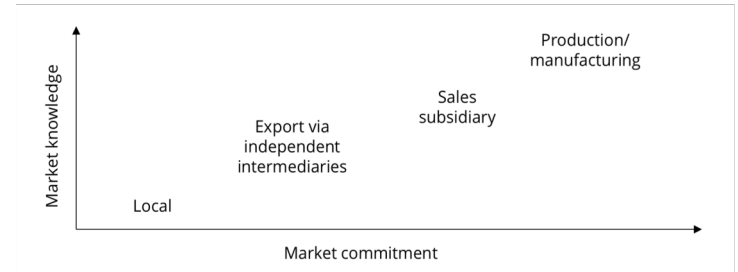 Production/
manufacturing
Sales
subsidiary
Export via
independent
intermediaries
Local
Market knowledge
Market commitment